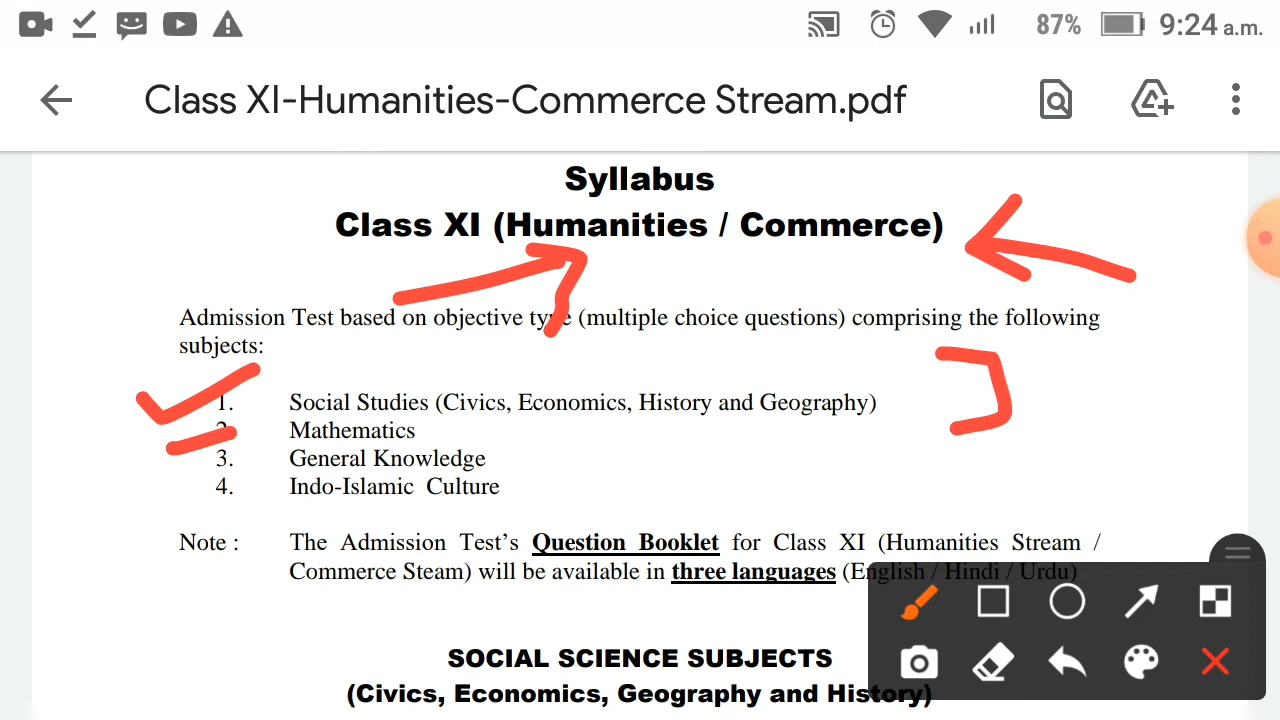 87% 9:24 a.m.
Class XI-Humanities-Commerce Stream.pdf
Syllabus
Class XI (Humanities / Commerce)
Admission Test based on objective type (multiple choice questions) comprising the following
subjects:
1. Social Studies (Civics, Economics, History and Geography)
2. Mathematics
3. General Knowledge
4. Indo-Islamic Culture
Note : The Admission Test's Question Booklet for Class XI (Humanities Stream /
Commerce Steam) will be available in three languages (English / Hindi / Urdu)
SOCIAL SCIENCE SUBJECTS
(Civics, Economics, Geography and History)